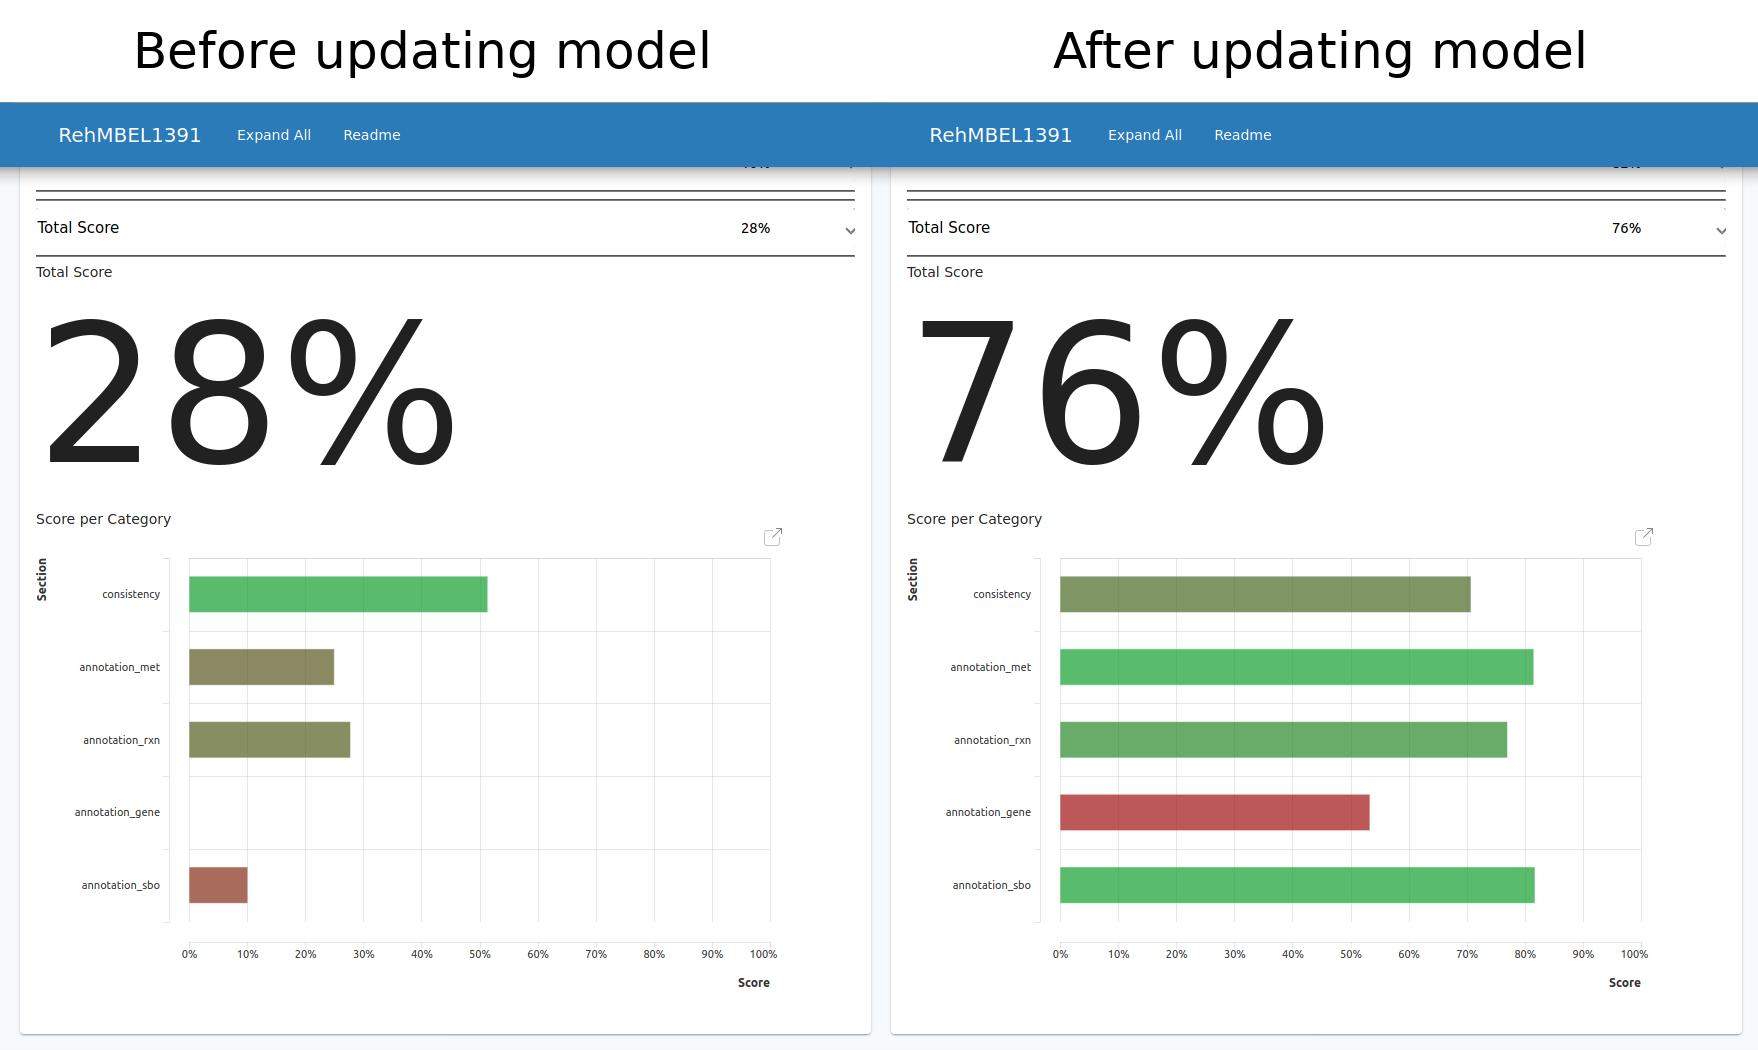 Before updating model
After updating model
RehMBEL1391 Expand All Readme
RehMBEL1391 Expand All Readme
Total Score 28%
Total Score
28%
Score per Category
Section
consistency
annotation_met
annotation_rxn
annotation_gene
annotation_sbo
0% 10% 20% 30% 40% 50% 60% 70% 80% 90% 100%
Score
Total Score 76%
Total Score
76%
Score per Category
Section
consistency
annotation_met
annotation_rxn
annotation_gene
annotation_sbo
0% 10% 20% 30% 40% 50% 60% 70% 80% 90% 100%
Score